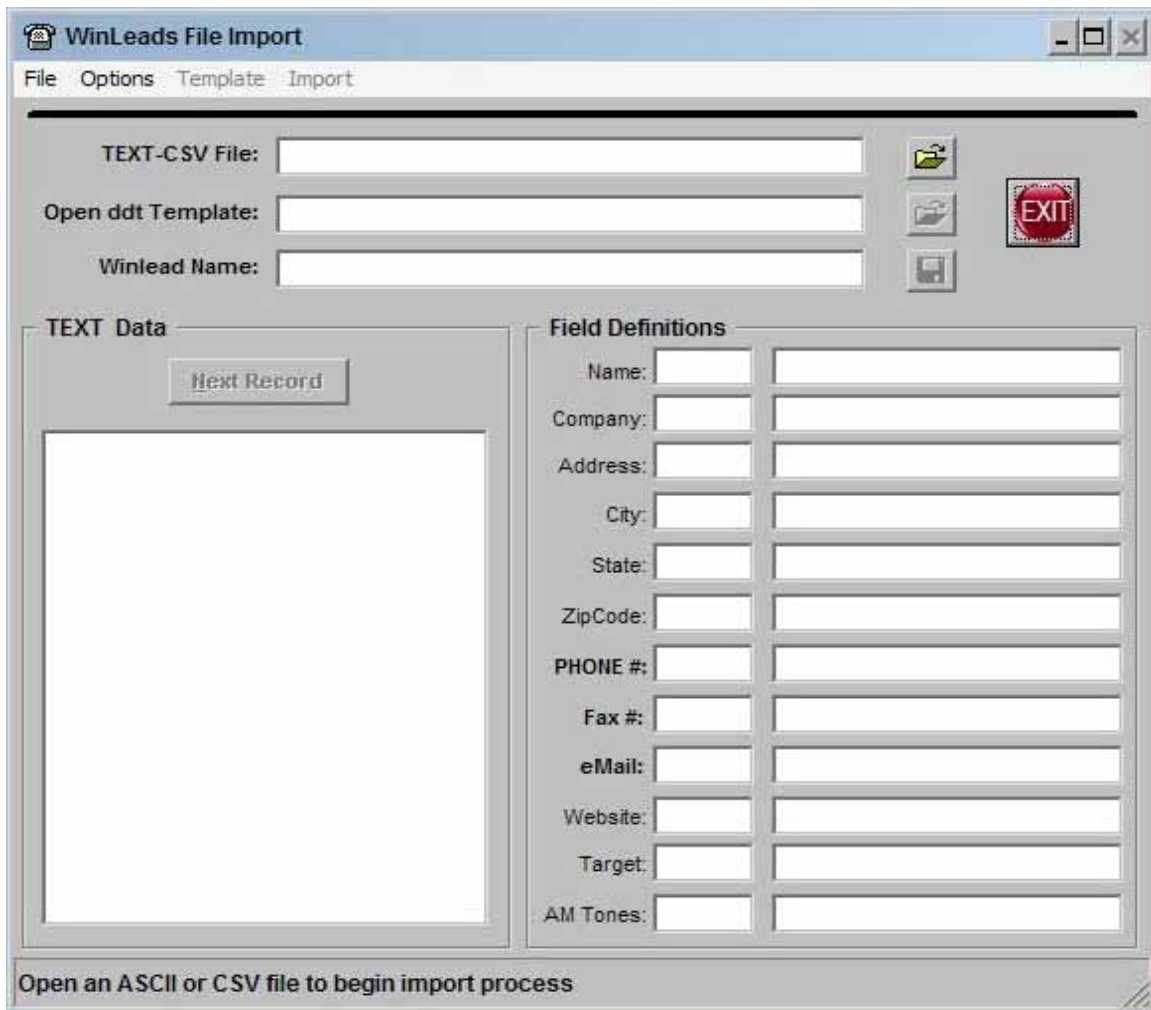 WinLeads File Import
File Options Template Import
TEXT-CSV File:
EXIT
Open ddt Template:
Winlead Name:
TEXT Data
Next Record
Field Definitions
Name:
Company:
Address:
City:
State:
ZipCode:
PHONE #:
Fax #:
eMail:
Website:
Target:
AM Tones:
Open an ASCII or CSV file to begin import process